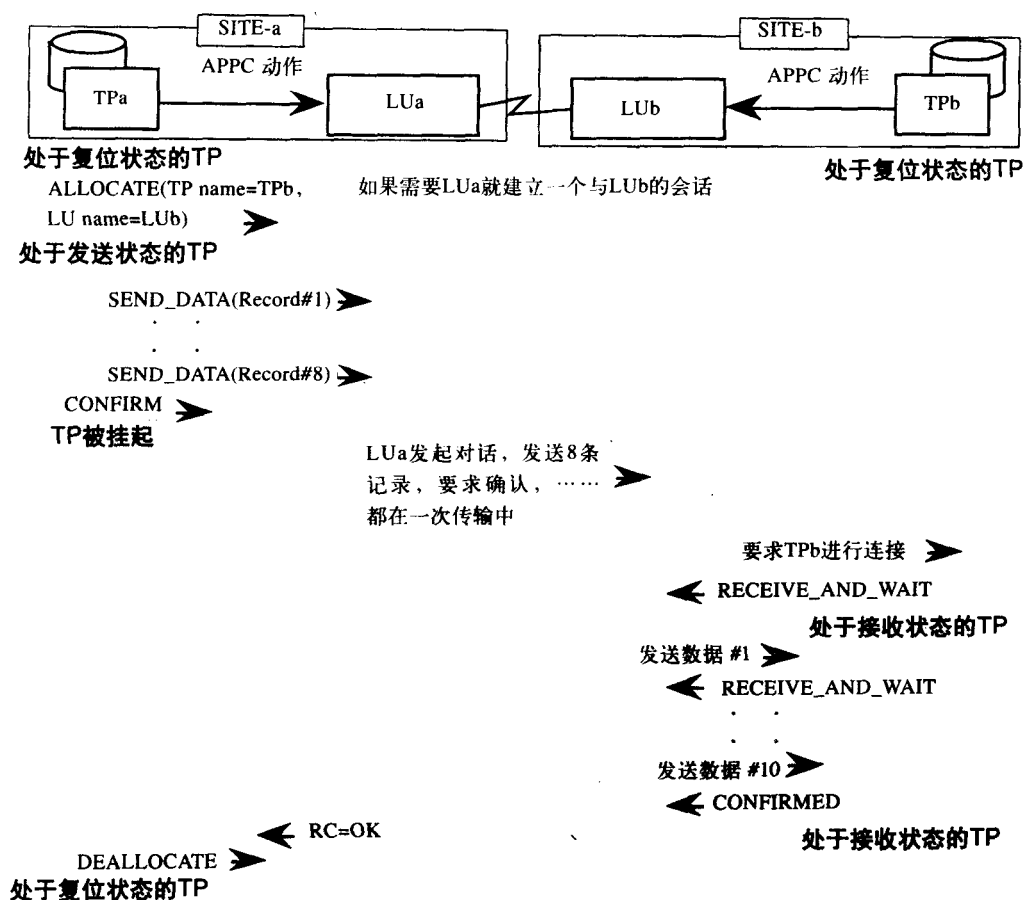 SITE-a
SITE-b
APPC 动作
APPC 动作
TPa
LUa
LUb
TPb
处于复位状态的TP
处于复位状态的TP
ALLOCATE(TP name=TPb,
如果需要LUa就建立一个与LUb的会话
LU name=LUb)
处于发送状态的TP
SEND_DATA(Record#1)
SEND_DATA(Record#8)
CONFIRM
TP被挂起
LUa发起对话，发送8条
记录，要求确认，……
都在一次传输中
要求TPb进行连接
RECEIVE_AND_WAIT
处于接收状态的TP
发送数据 #1
RECEIVE_AND_WAIT
发送数据 #10
CONFIRMED
RC=OK
处于接收状态的TP
DEALLOCATE
处于复位状态的TP